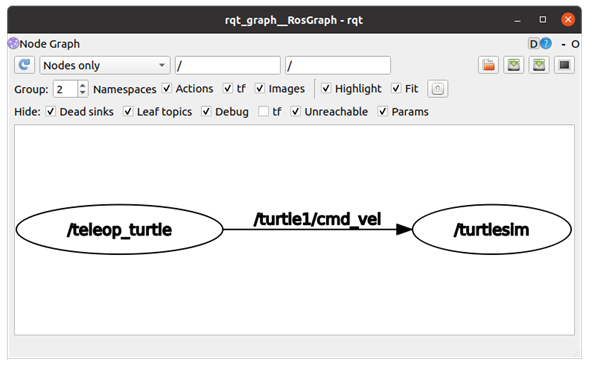 rqt_graph__RosGraph - rqt
Node Graph
D
?
- O
Nodes only
/
/
Group: 2 Namespaces Actions tf Images Highlight Fit
Hide: Dead sinks Leaf topics Debug tf Unreachable Params
/turtle1/cmd_vel
/teleop_turtle
/turtlesim